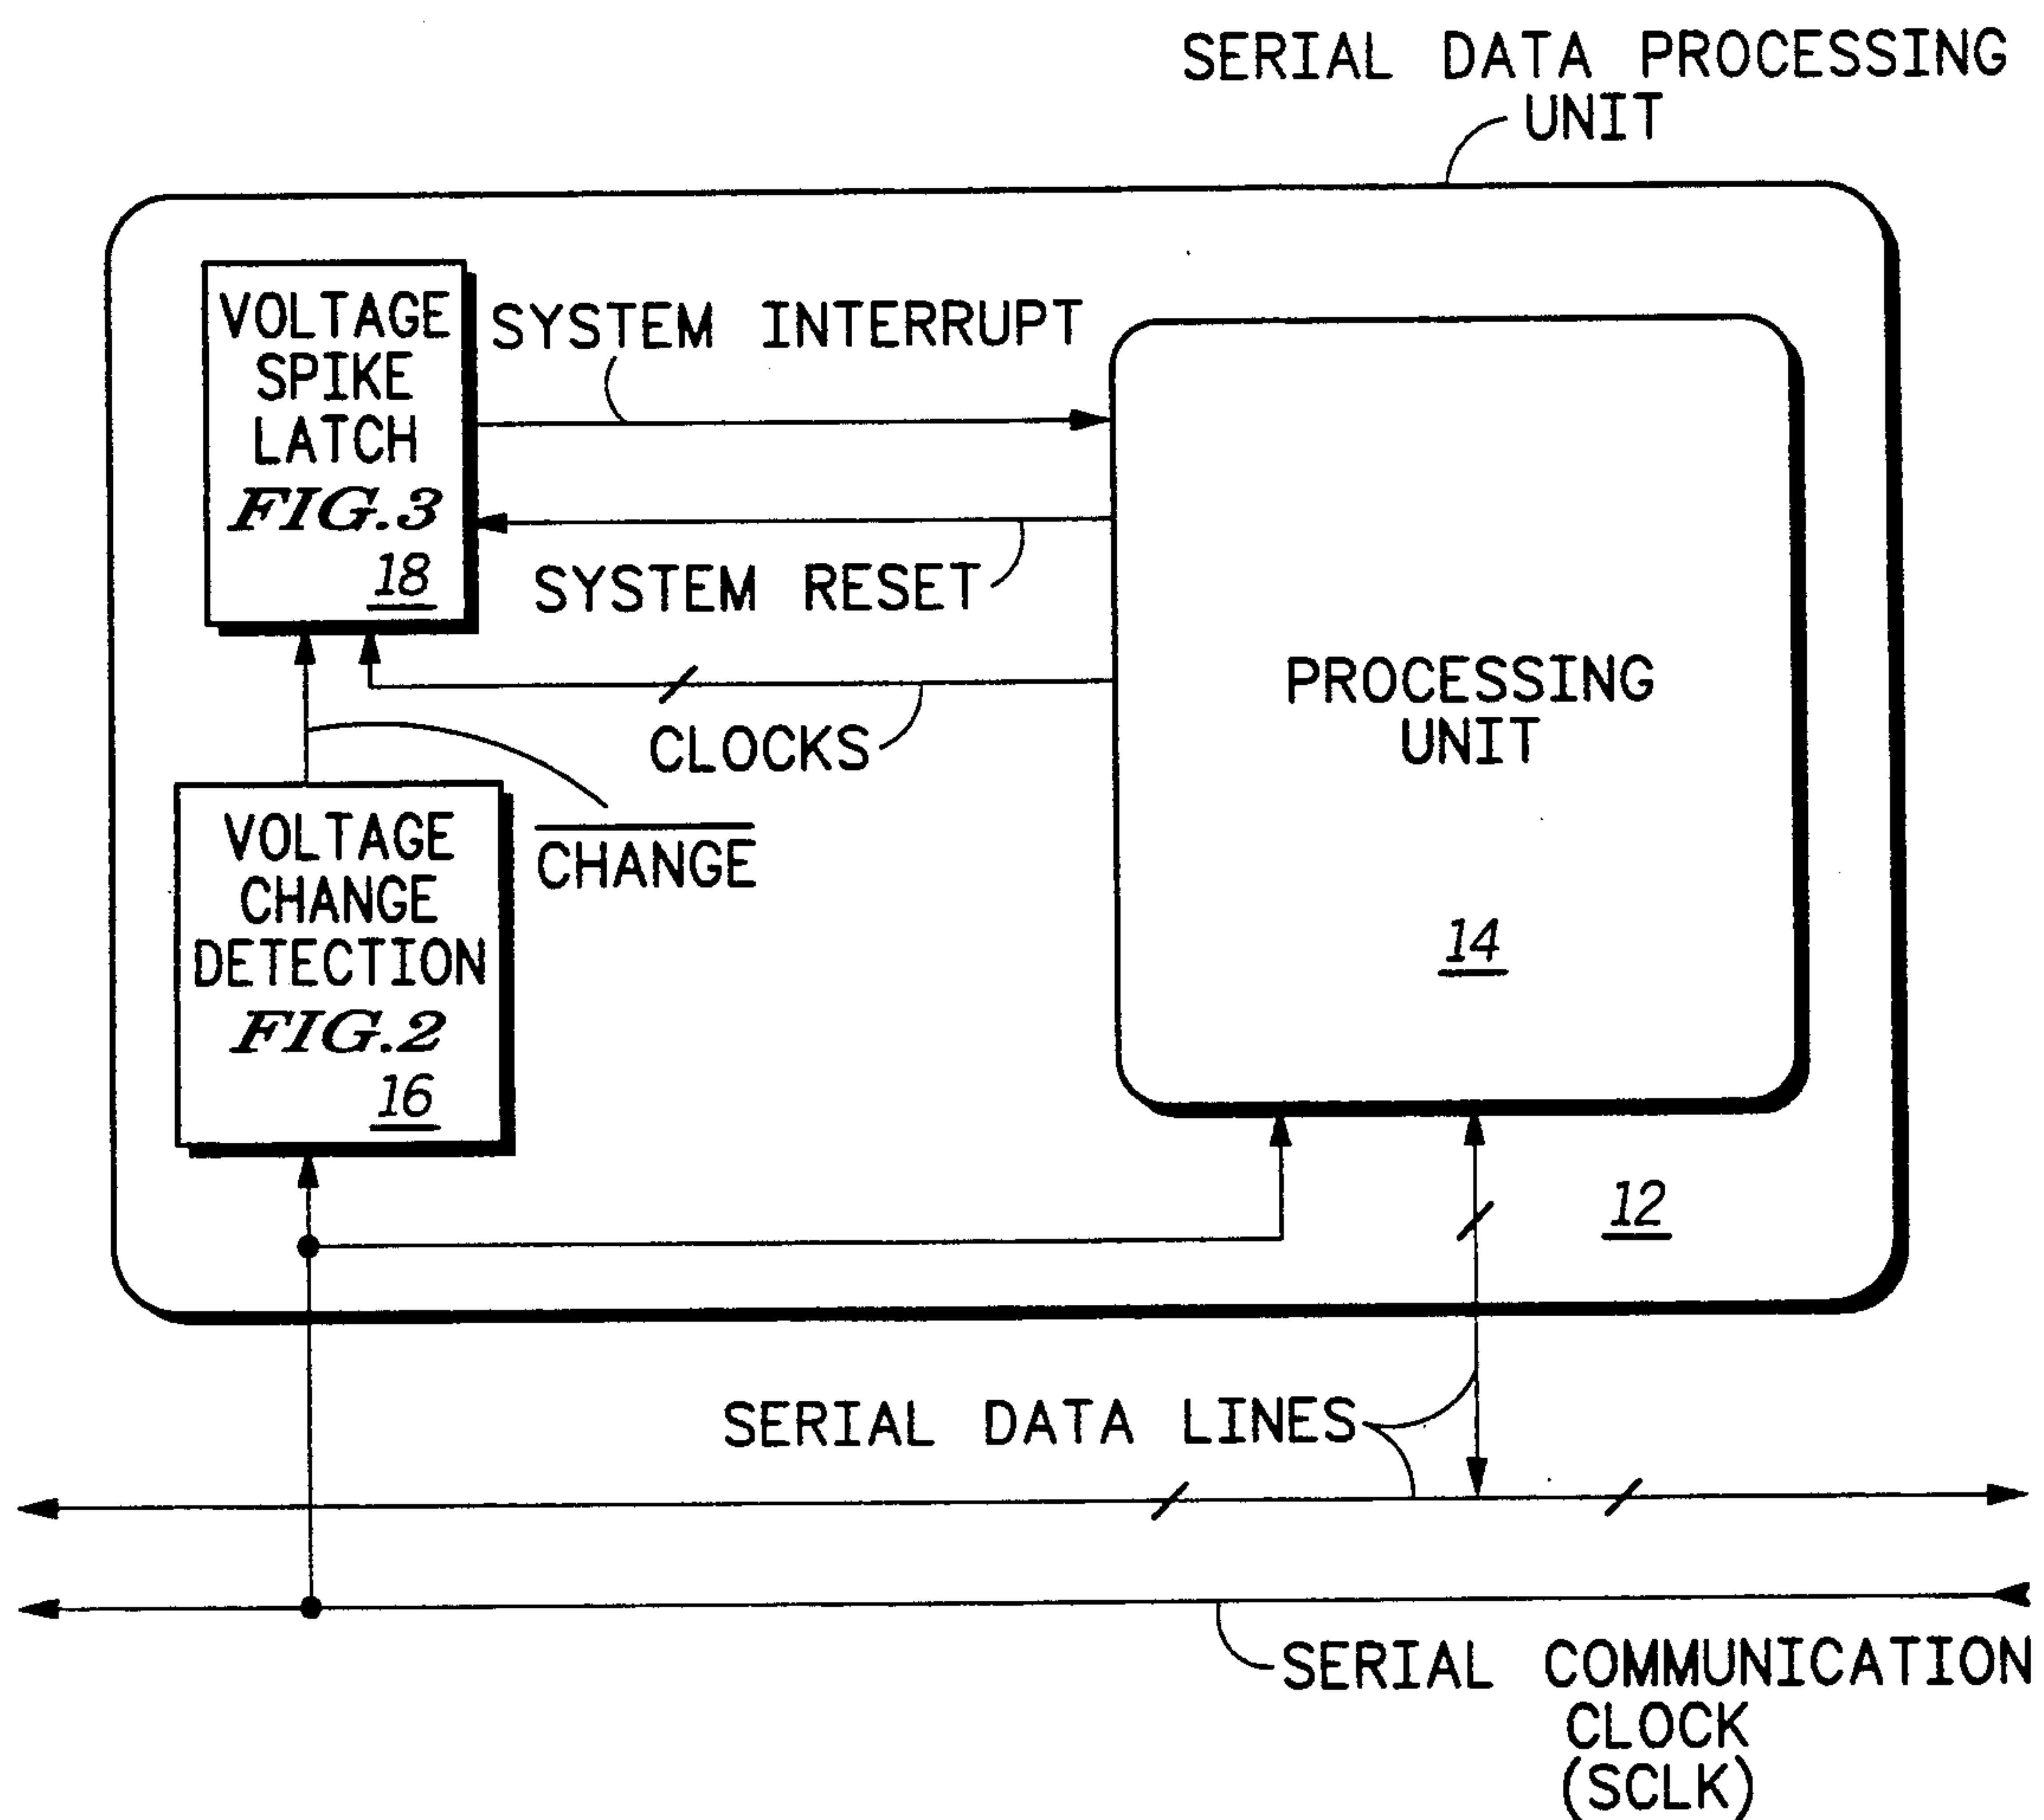 SERIAL DATA PROCESSING
UNIT
VOLTAGE
SPIKE
LATCH
FIG.3
18
SYSTEM INTERRUPT
SYSTEM RESET
CLOCKS
PROCESSING
UNIT
14
VOLTAGE
CHANGE
DETECTION
FIG.2
16
CHANGE
12
SERIAL DATA LINES
SERIAL COMMUNICATION
CLOCK
(SCLK)